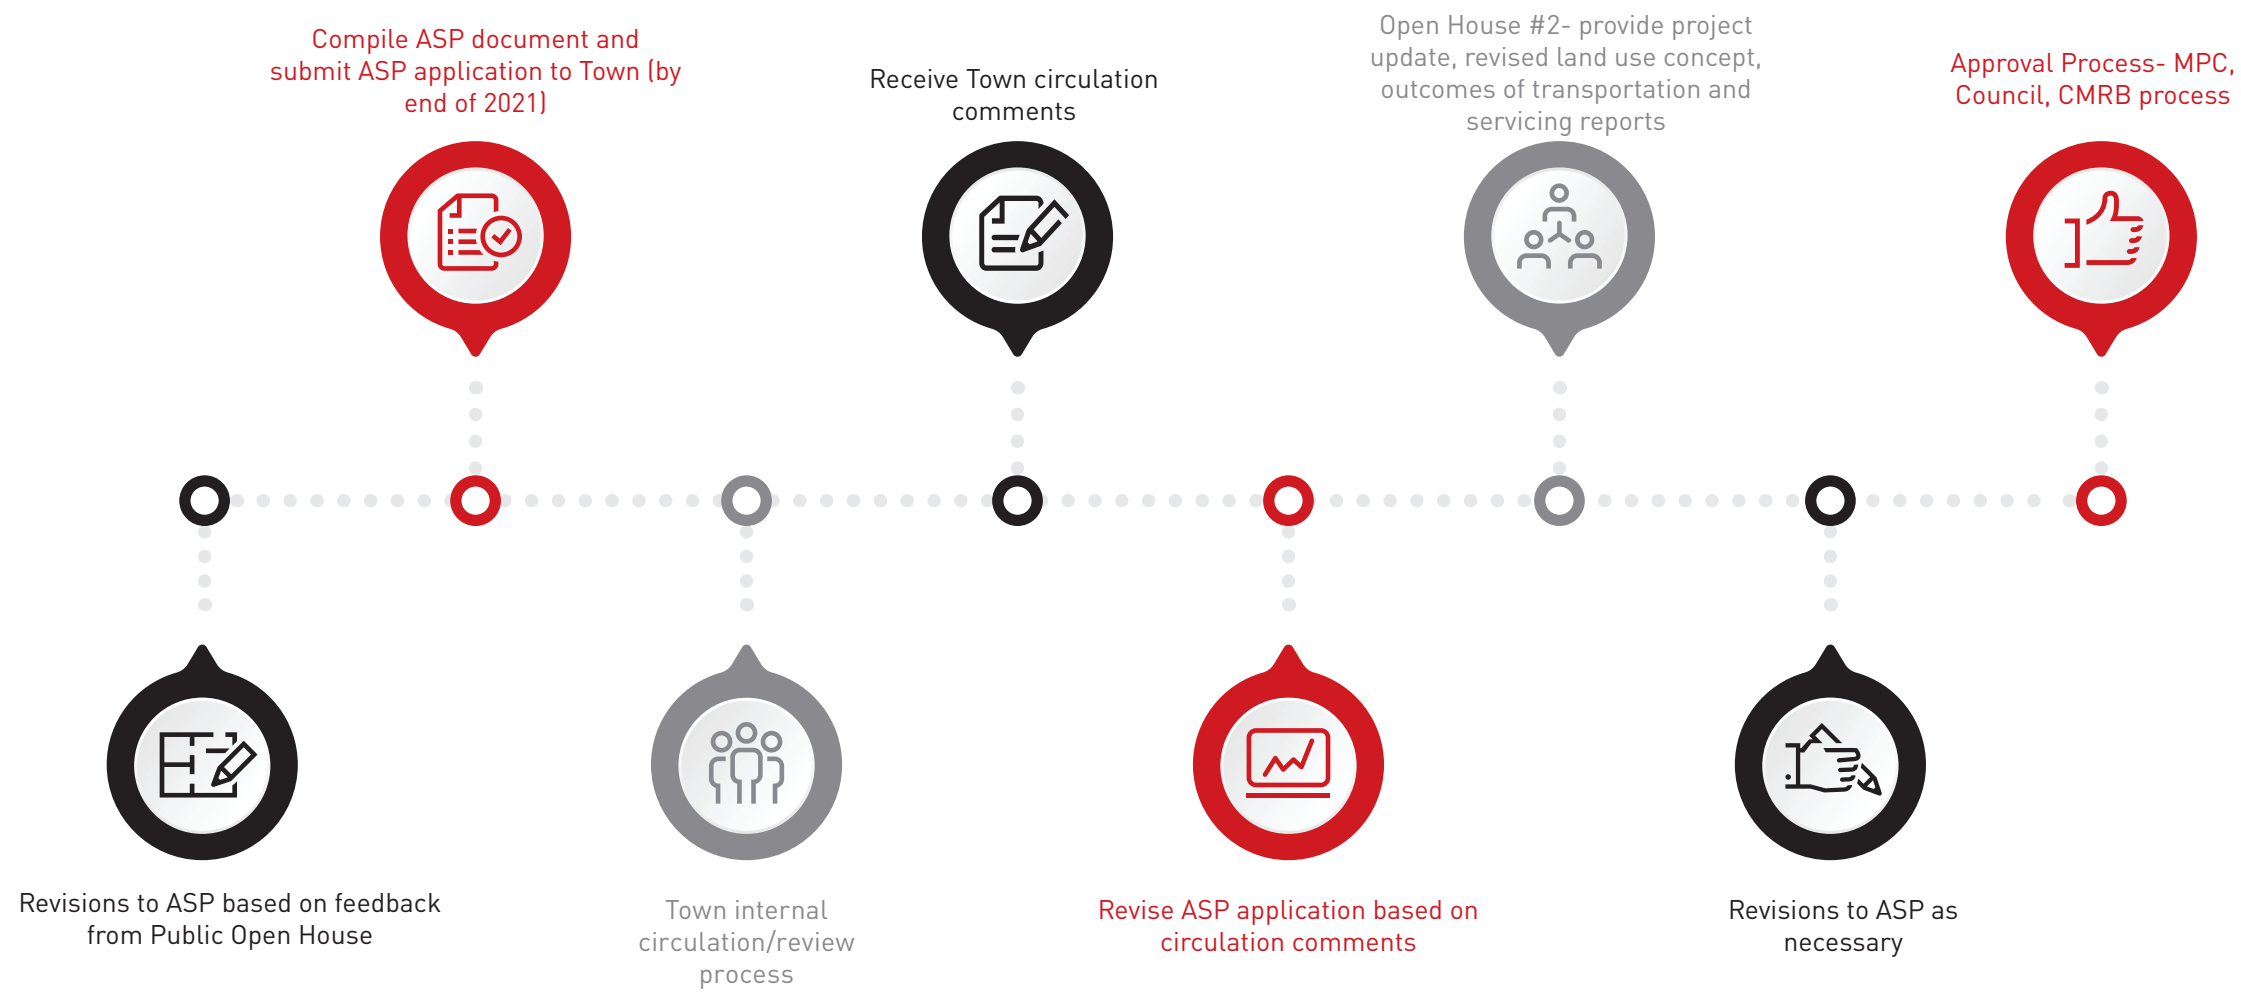 Compile ASP document and
submit ASP application to Town (by
end of 2021)
Receive Town circulation
comments
Open House #2- provide project
update, revised land use concept,
outcomes of transportation and
servicing reports
Approval Process- MPC,
Council, CMRB process
Revisions to ASP based on feedback
from Public Open House
Town internal
circulation/review
process
Revise ASP application based on
circulation comments
Revisions to ASP as
necessary